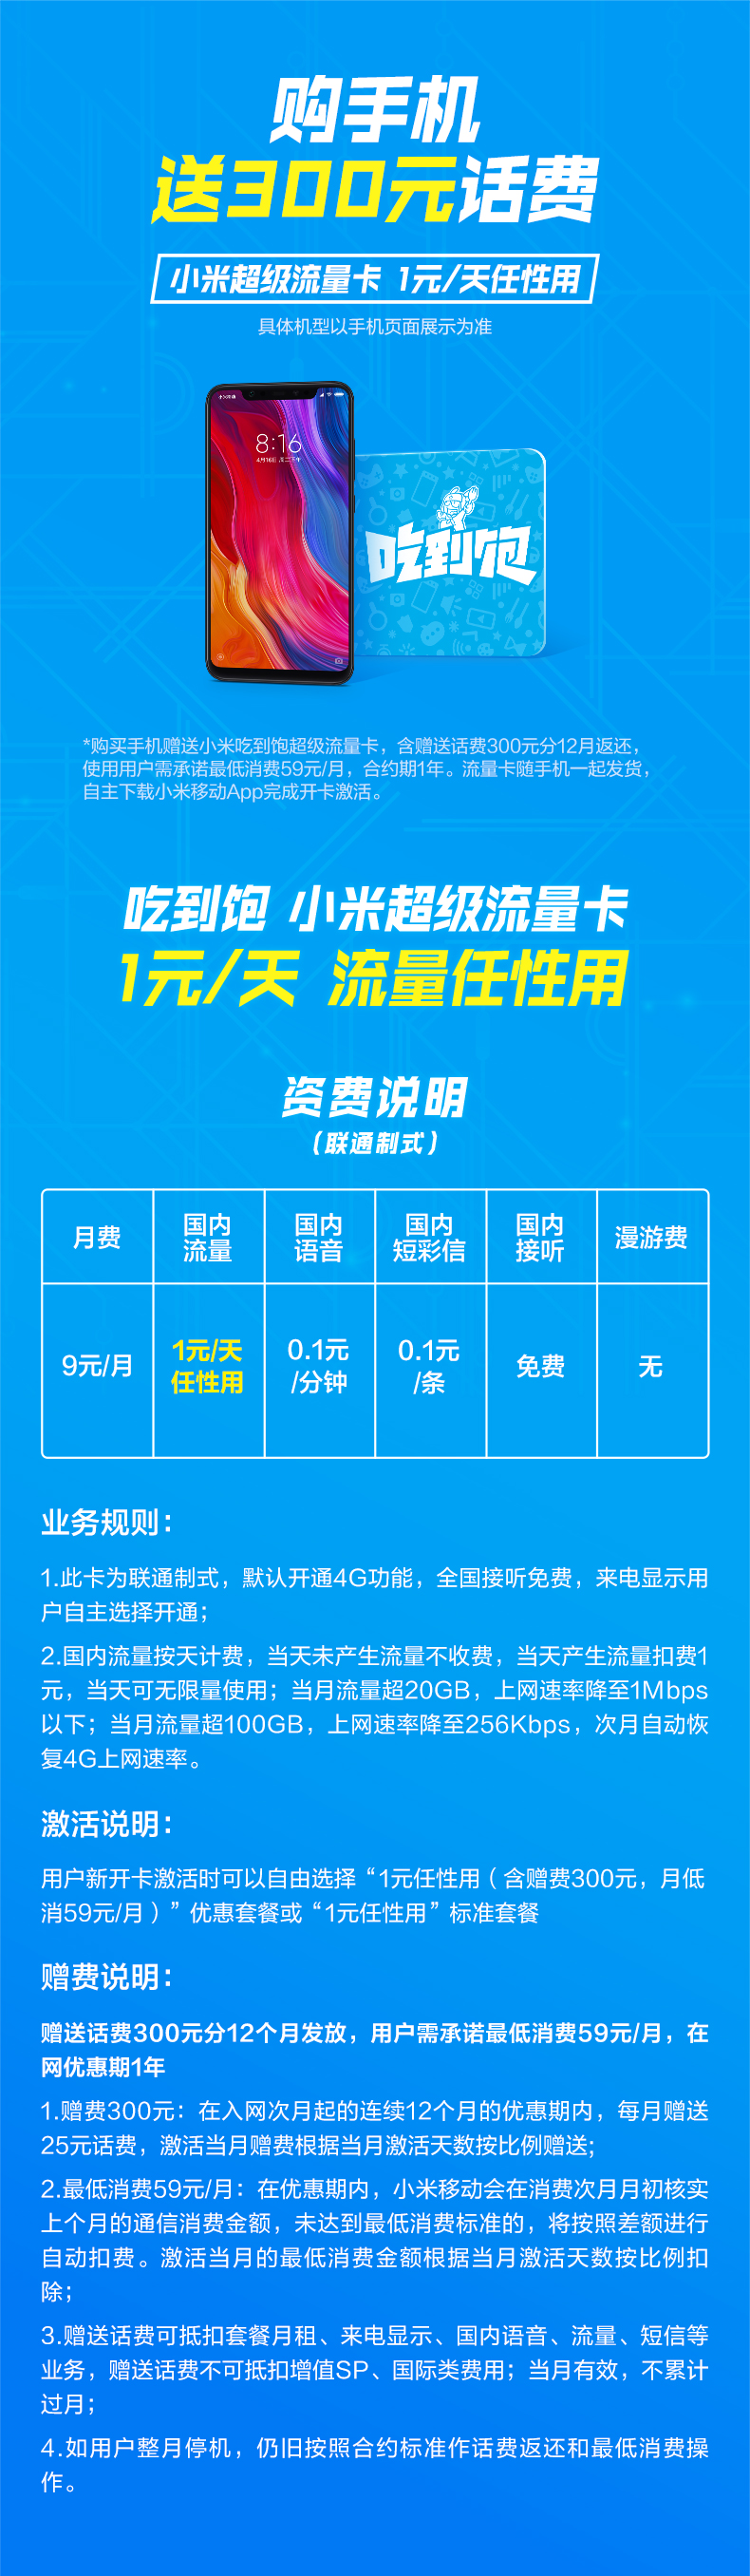 购手机
送300元话费
小米超级流量卡 1元/天任性用
具体机型以手机页面展示为准
小米移动
8:16
吃到饱
*购买手机赠送小米吃到饱超级流量卡，含赠送话费300元分12月返还，
使用用户需承诺最低消费59元/月，合约期1年。流量卡随手机一起发货，
自主下载小米移动App完成开卡激活。
吃到饱 小米超级流量卡
1元/天 流量任性用
资费说明
（联通制式）
月费 国内流量 国内语音 国内短彩信 国内接听 漫游费
9元/月 1元/天任性用 0.1元/分钟 0.1元/条 免费 无
业务规则：
1.此卡为联通制式，默认开通4G功能，全国接听免费，来电显示用
户自主选择开通；
2.国内流量按天计费，当天未产生流量不收费，当天产生流量扣费1
元，当天可无限量使用；当月流量超20GB，上网速率降至1Mbps
以下；当月流量超100GB，上网速率降至256Kbps，次月自动恢
复4G上网速率。
激活说明：
用户新开卡激活时可以自由选择“1元任性用（含赠费300元，月低
消59元/月）”优惠套餐或“1元任性用”标准套餐
赠费说明：
赠送话费300元分12个月发放，用户需承诺最低消费59元/月，在
网优惠期1年
1.赠费300元：在入网次月起的连续12个月的优惠期内，每月赠送
25元话费，激活当月赠费根据当月激活天数按比例赠送；
2.最低消费59元/月：在优惠期内，小米移动会在消费次月月初核实
上个月的通信消费金额，未达到最低消费标准的，将按照差额进行
自动扣费。激活当月的最低消费金额根据当月激活天数按比例扣
除；
3.赠送话费可抵扣套餐月租、来电显示、国内语音、流量、短信等
业务，赠送话费不可抵扣增值SP、国际类费用；当月有效，不累计
过月；
4.如用户整月停机，仍旧按照合约标准作话费返还和最低消费操
作。